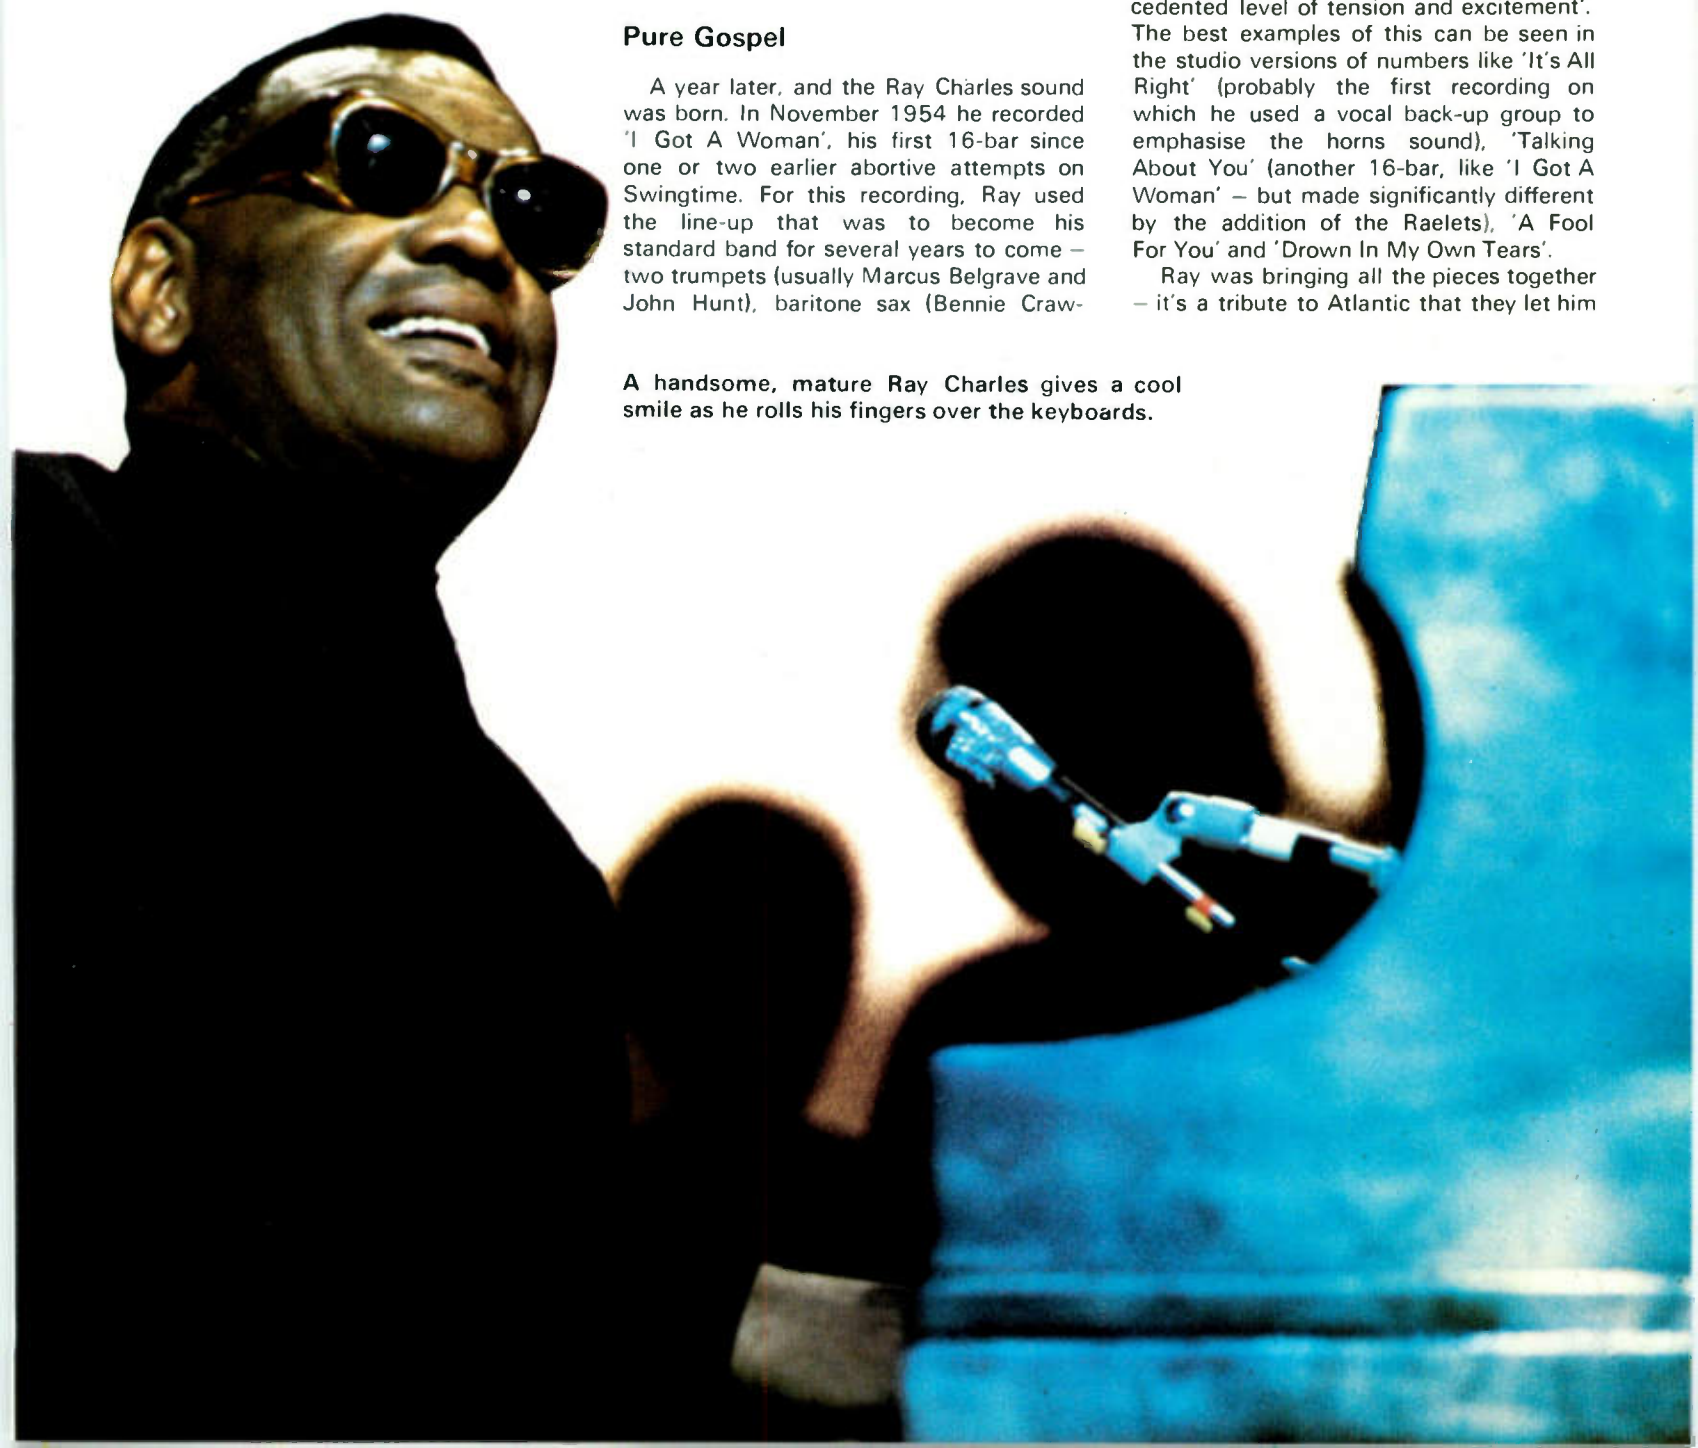 Pure Gospel
A year later, and the Ray Charles sound
was born. In November 1954 he recorded
'I Got A Woman', his first 16-bar since
one or two earlier abortive attempts on
Swingtime. For this recording, Ray used
the line-up that was to become his
standard band for several years to come –
two trumpets (usually Marcus Belgrave and
John Hunt), baritone sax (Bennie Craw-
cedented level of tension and excitement'.
The best examples of this can be seen in
the studio versions of numbers like 'It's All
Right' (probably the first recording on
which he used a vocal back-up group to
emphasise the horns sound), 'Talking
About You' (another 16-bar, like 'I Got A
Woman' – but made significantly different
by the addition of the Raelets), 'A Fool
For You' and 'Drown In My Own Tears'.
Ray was bringing all the pieces together
– it's a tribute to Atlantic that they let him
A handsome, mature Ray Charles gives a cool
smile as he rolls his fingers over the keyboards.